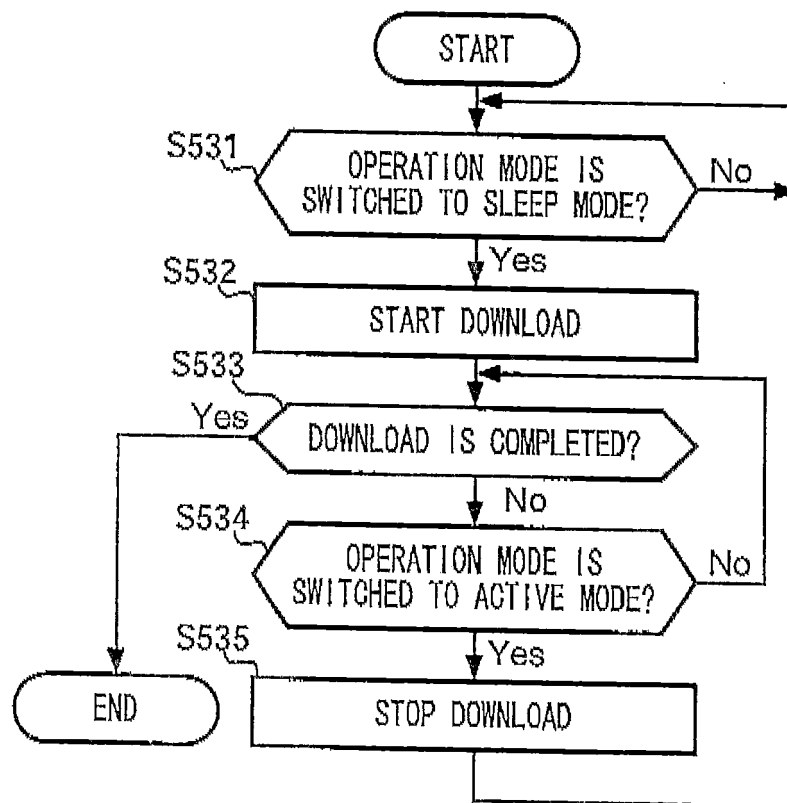 START
S531
OPERATION MODE IS
SWITCHED TO SLEEP MODE?
No
Yes
S532
START DOWNLOAD
S533
Yes
DOWNLOAD IS COMPLETED?
No
S534
OPERATION MODE IS
SWITCHED TO ACTIVE MODE?
No
Yes
S535
END
STOP DOWNLOAD